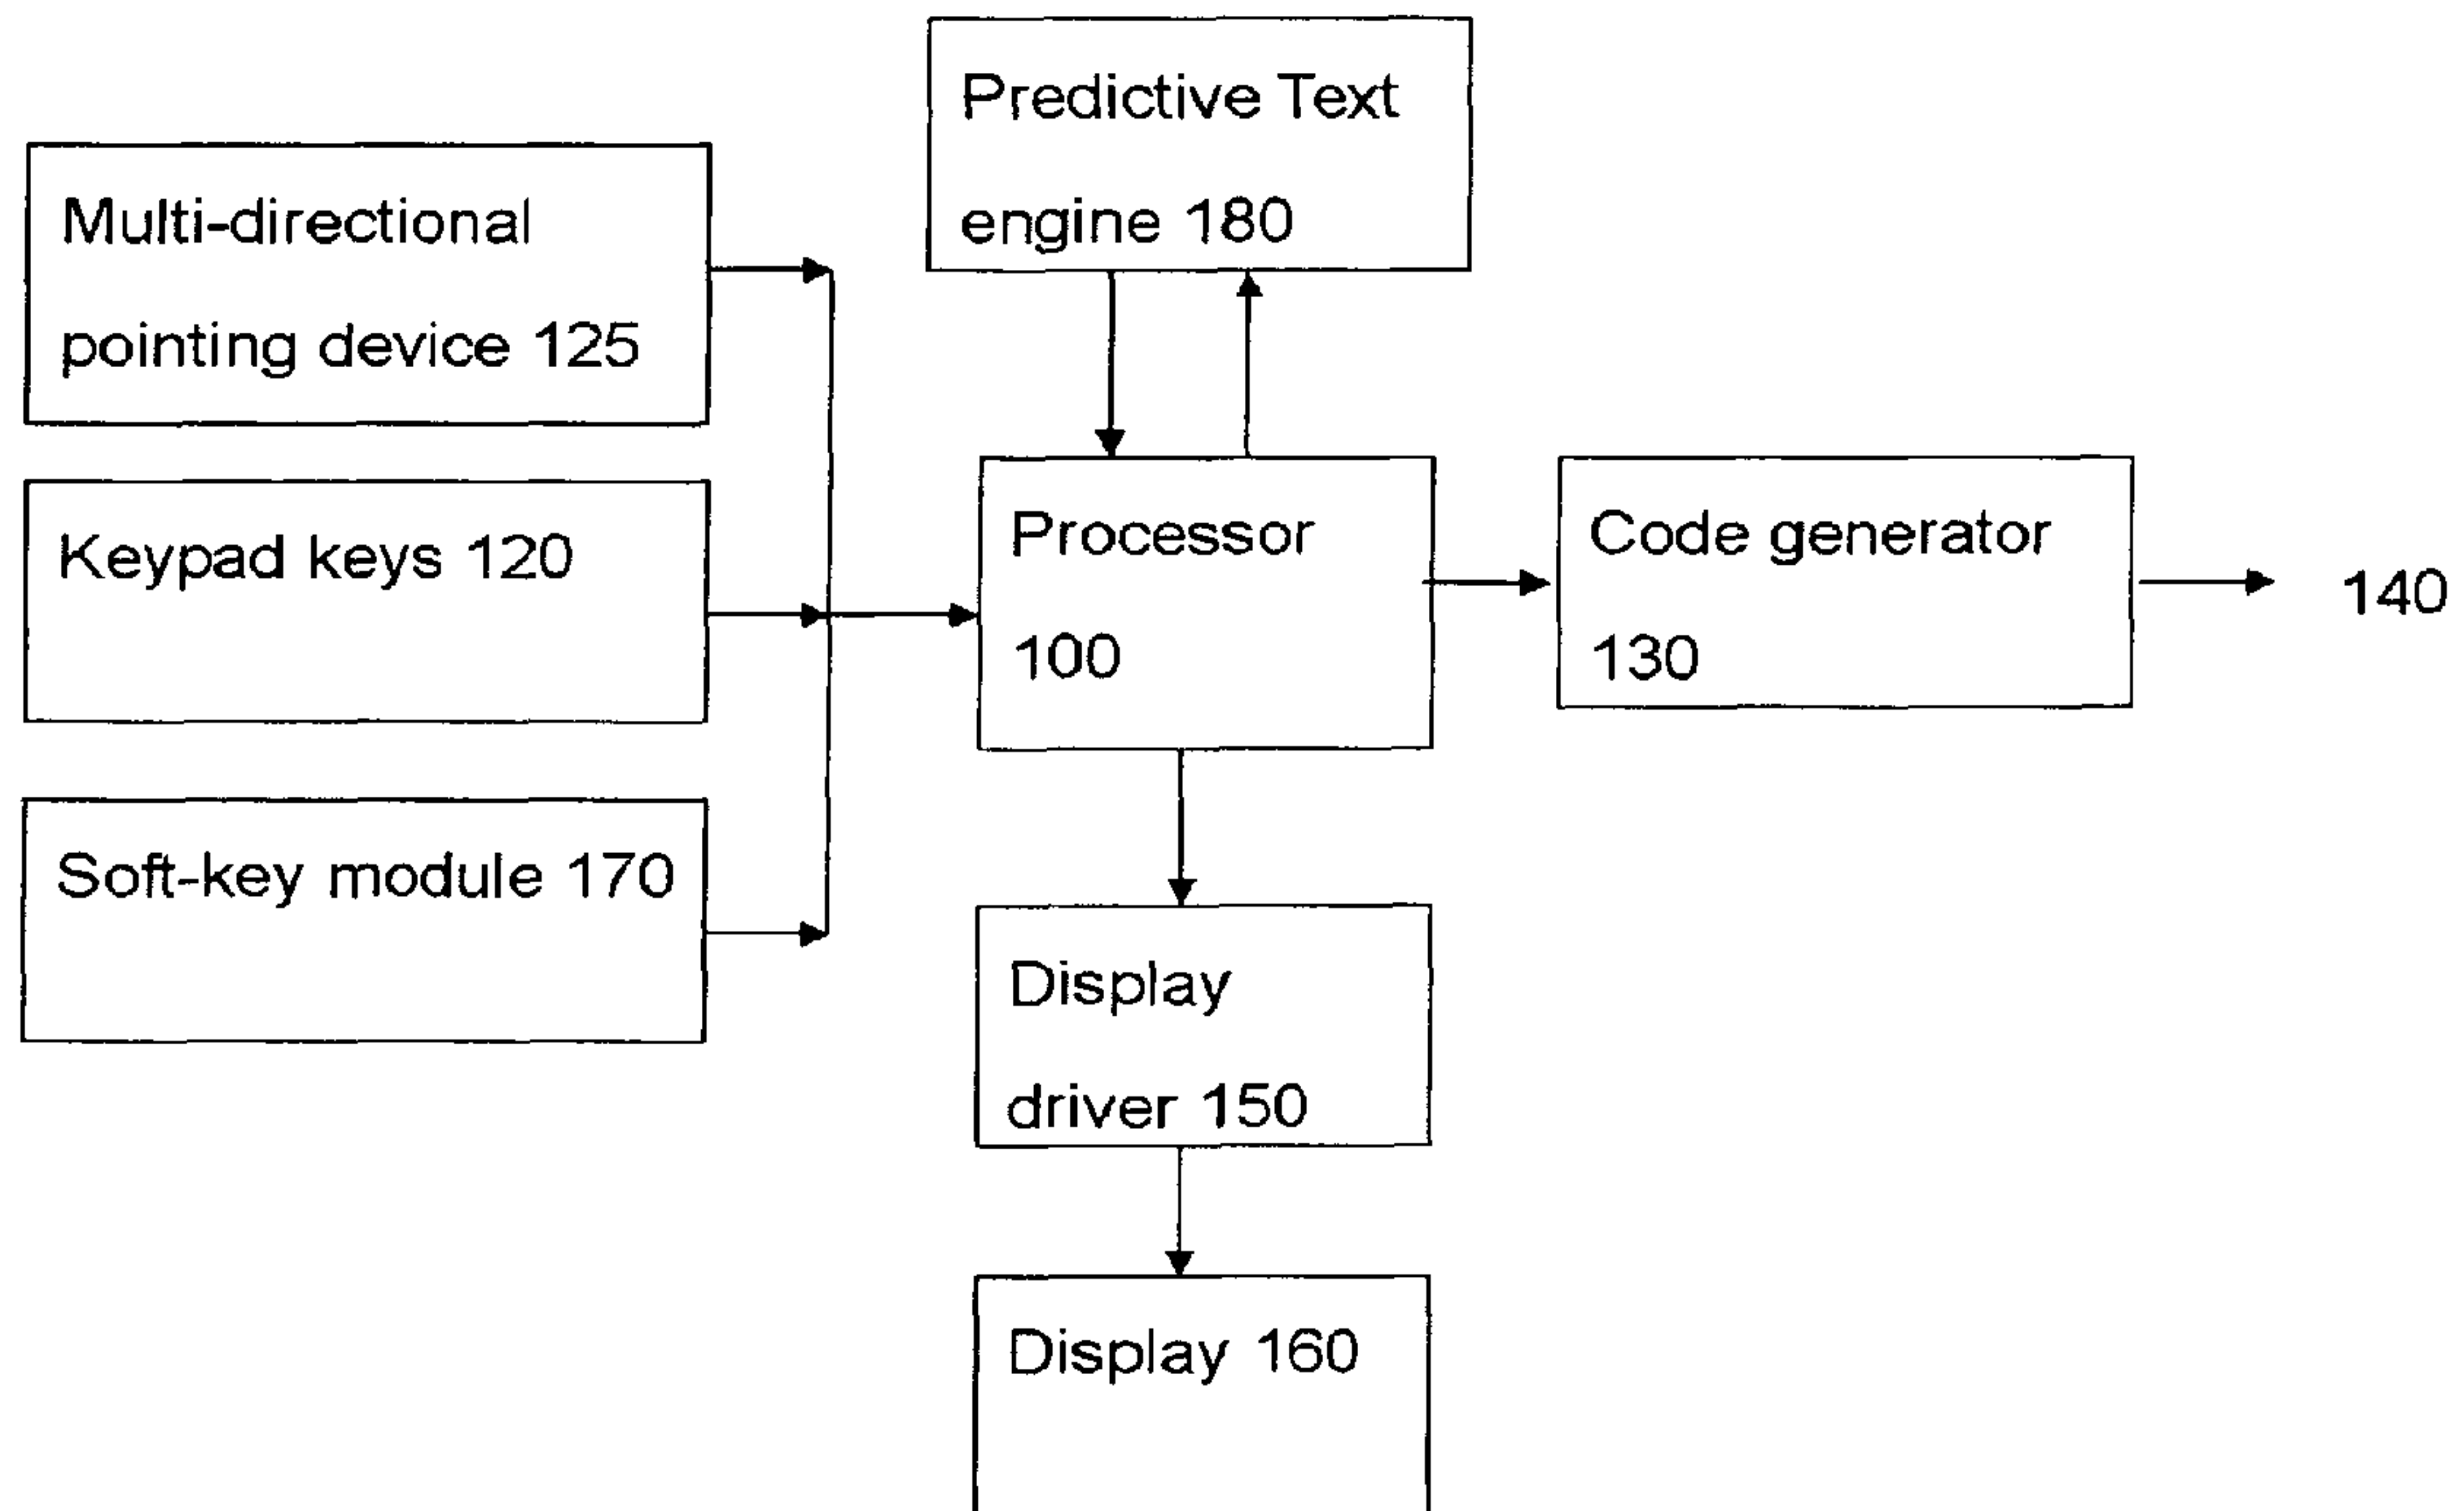 Predictive Text
engine 180
Multi-directional
pointing device 125
Keypad keys 120
Processor
100
Code generator
130
140
Soft-key module 170
Display
driver 150
Display 160